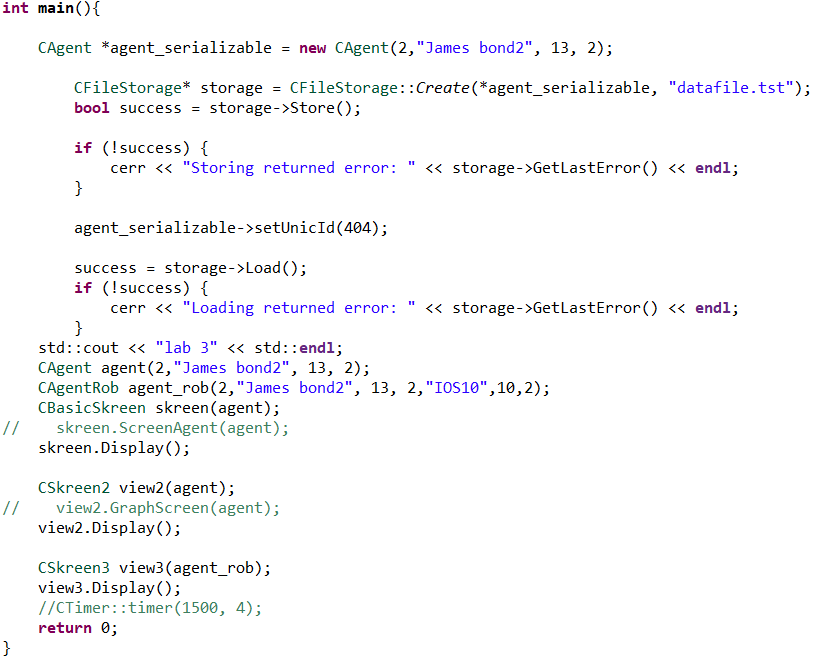 int main(){
CAgent *agent_serializable = new CAgent(2,"James bond2", 13, 2);
CFileStorage* storage = CFileStorage::Create(*agent_serializable, "datafile.tst");
bool success = storage->Store();
if (!success) {
cerr << "Storing returned error: " << storage->GetLastError() << endl;
}
agent_serializable->setUnicId(404);
success = storage->Load();
if (!success) {
cerr << "Loading returned error: " << storage->GetLastError() << endl;
}
std::cout << "lab 3" << std::endl;
CAgent agent(2,"James bond2", 13, 2);
CAgentRob agent_rob(2,"James bond2", 13, 2,"IOS10",10,2);
CBasicSkreen skreen(agent);
// skreen.ScreenAgent(agent);
skreen.Display();
CSkreen2 view2(agent);
// view2.GraphScreen(agent);
view2.Display();
CSkreen3 view3(agent_rob);
view3.Display();
//CTimer::timer(1500, 4);
return 0;
}